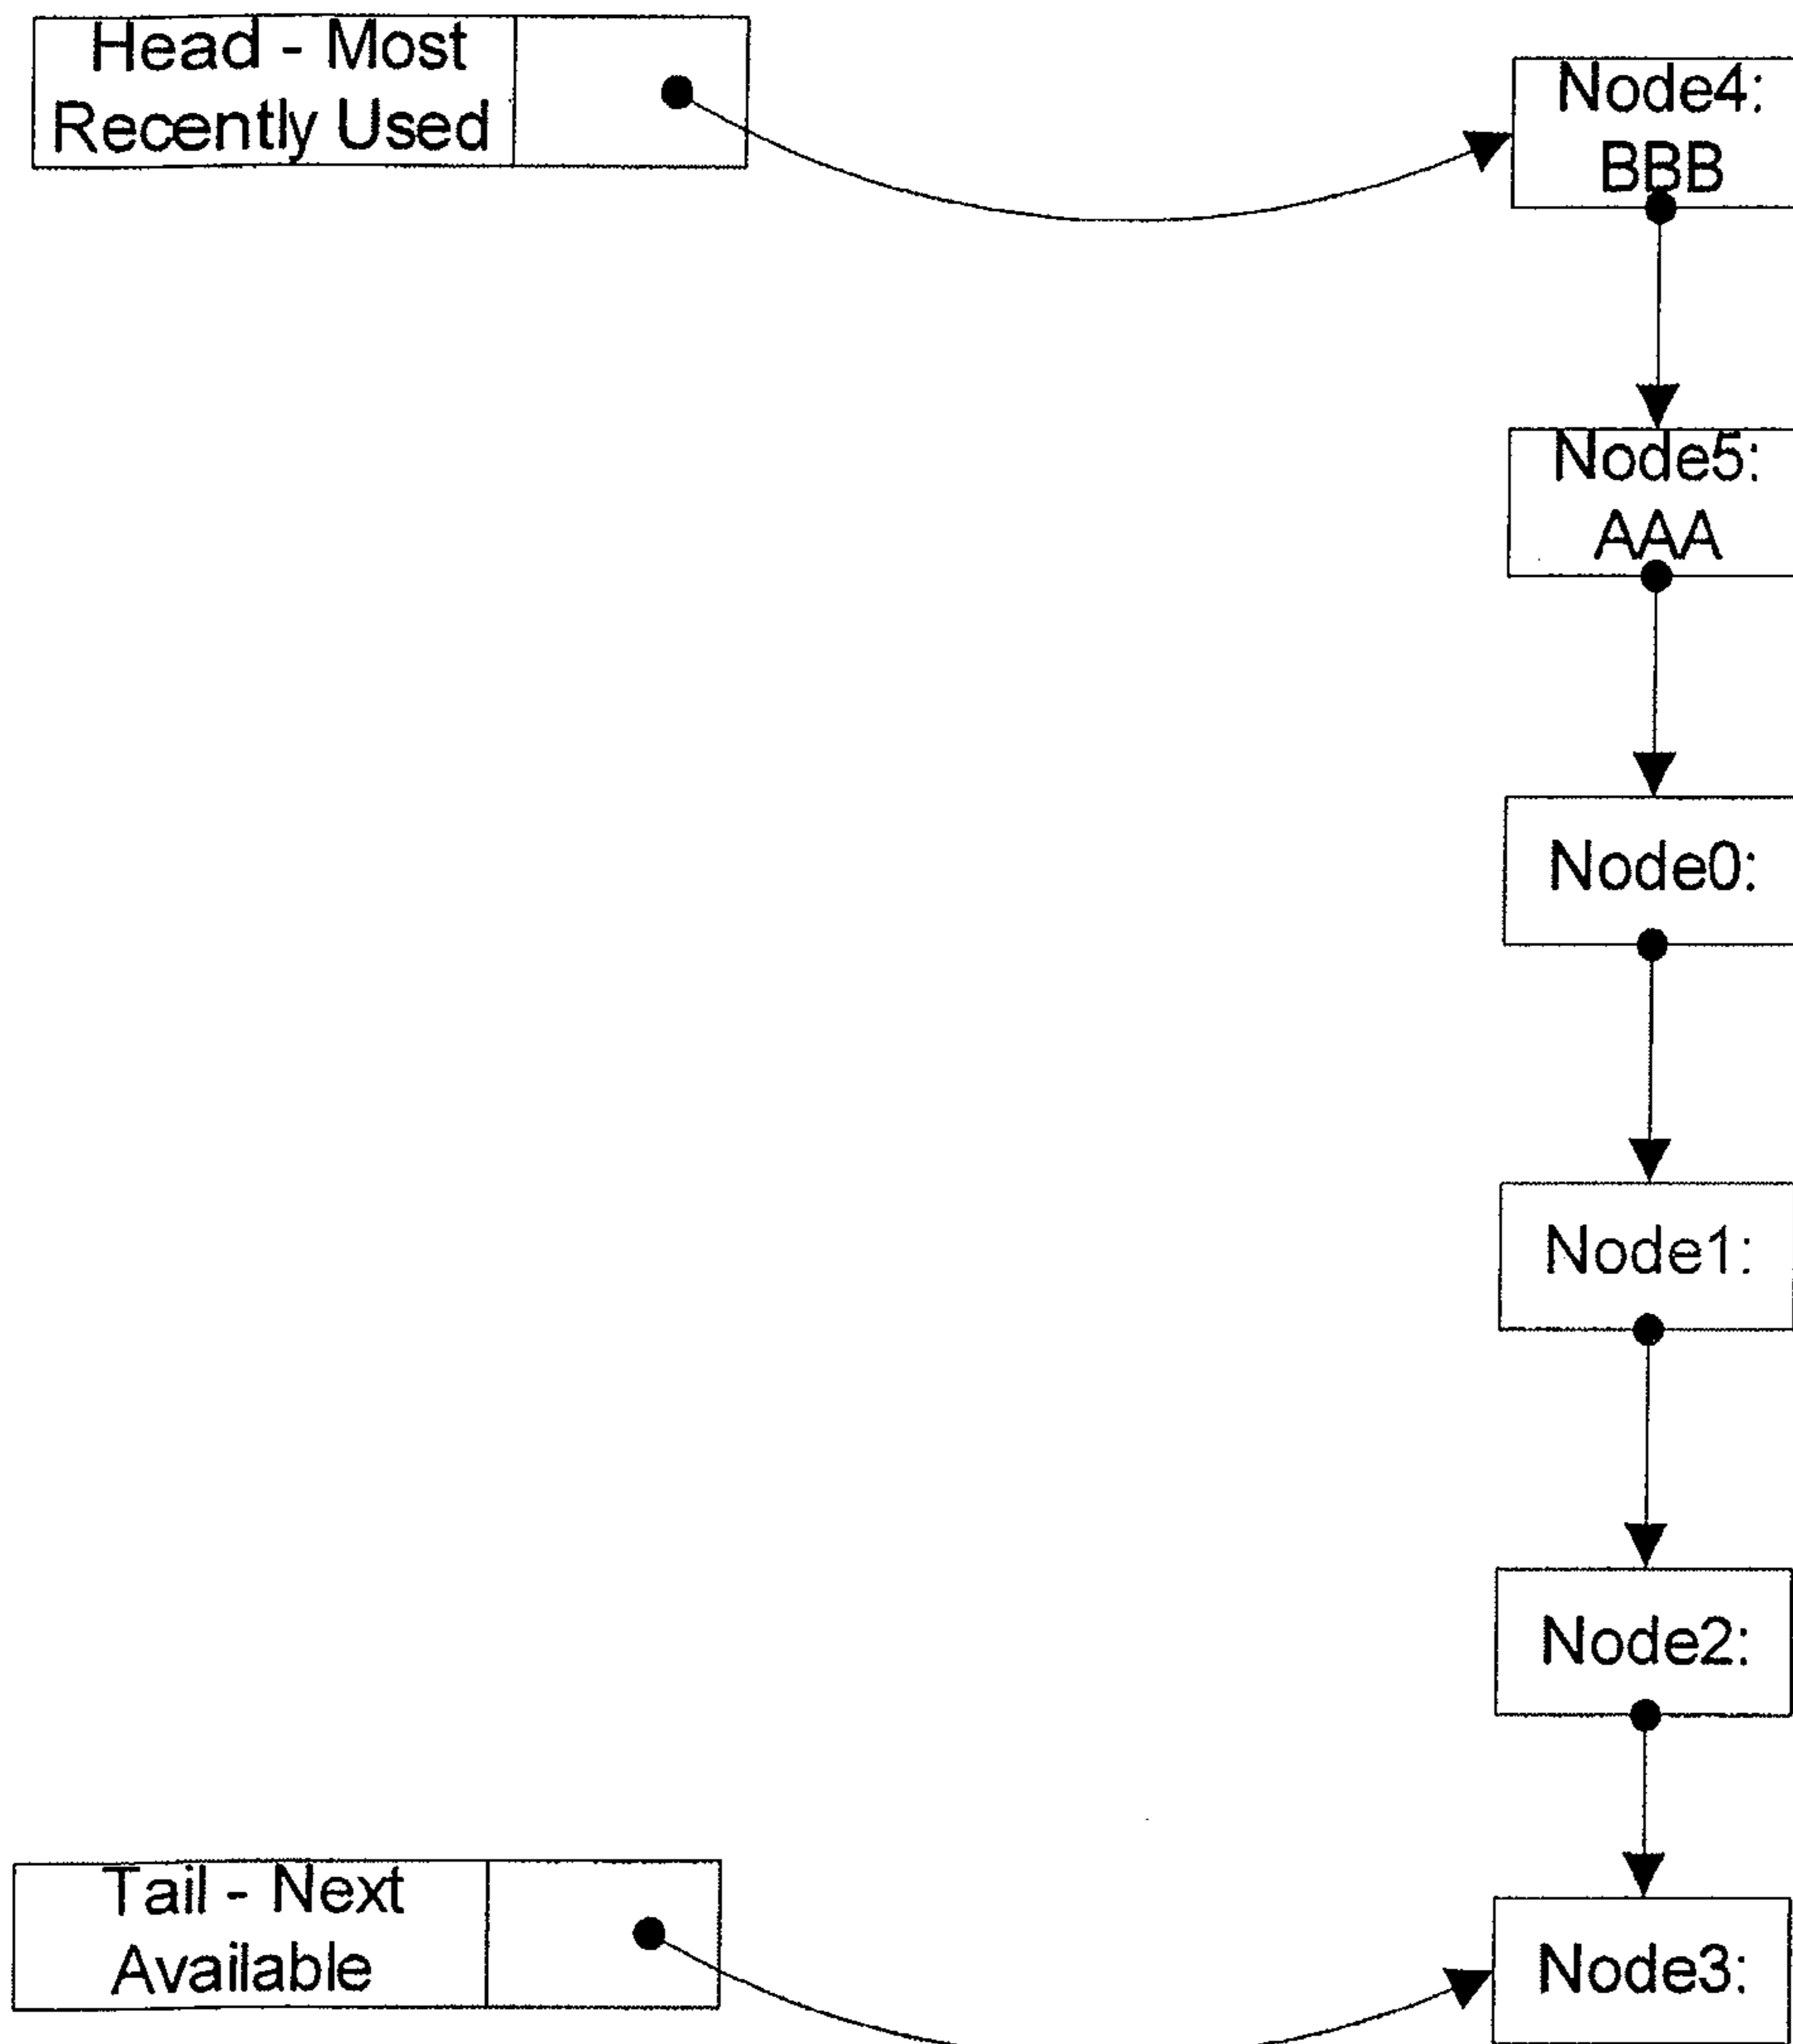 Head - Most
Recently Used
Node4:
BBB
Node5:
AAA
Node0:
Node1:
Node2:
Tail - Next
Available
Node3: